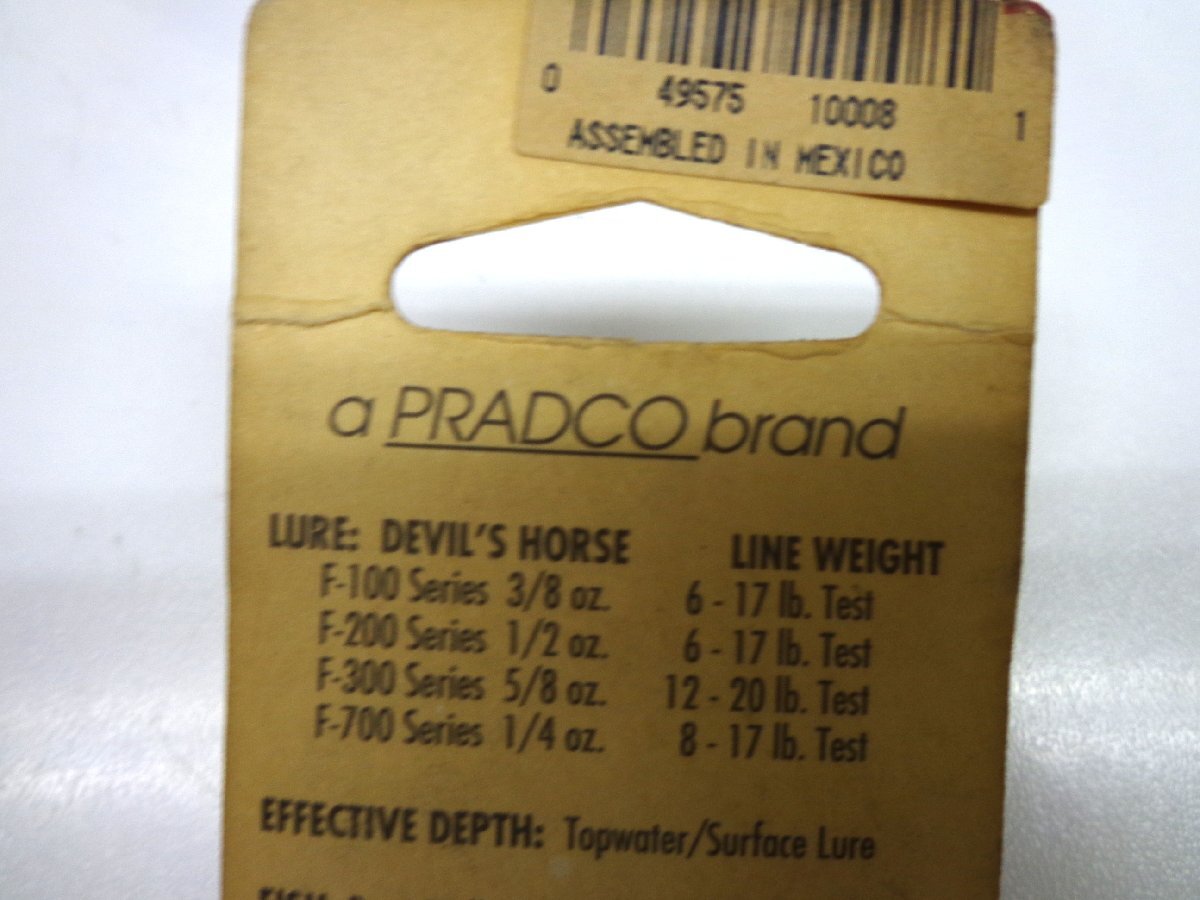 0 49575 10008 1
ASSEMBLED IN MEXICO
a PRADCO brand
LURE: DEVIL'S HORSE LINE WEIGHT
F-100 Series 3/8 oz. 6 - 17 lb. Test
F-200 Series 1/2 oz. 6 - 17 lb. Test
F-300 Series 5/8 oz. 12 - 20 lb. Test
F-700 Series 1/4 oz. 8 - 17 lb. Test
EFFECTIVE DEPTH: Topwater/Surface Lure